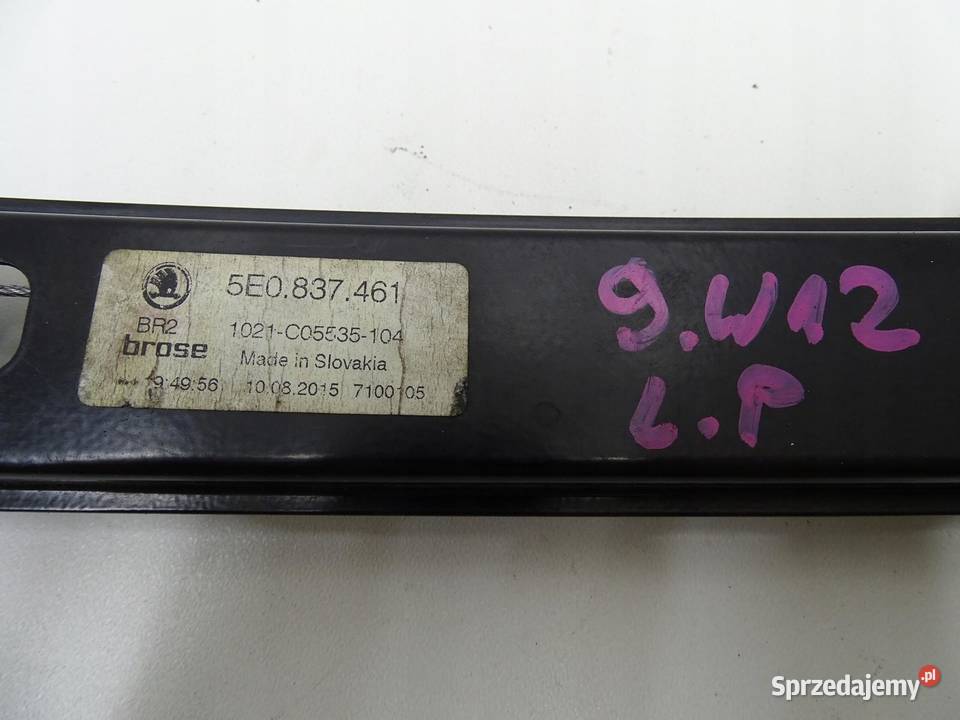 5E0.837.461
BR2
1021-C05535-104
brose
Made in Slovakia
9:49:56 10.08.2015 7100105
9.W12
L.P
Sprzedajemy.pl